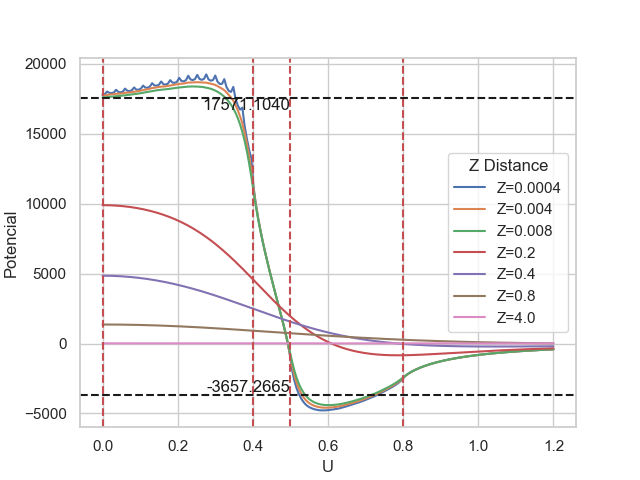 20000
15000
10000
5000
0
−5000
Potencial
17571.1040
-3657.2665
Z Distance
Z=0.0004
Z=0.004
Z=0.008
Z=0.2
Z=0.4
Z=0.8
Z=4.0
0.0 0.2 0.4 0.6 0.8 1.0 1.2
U